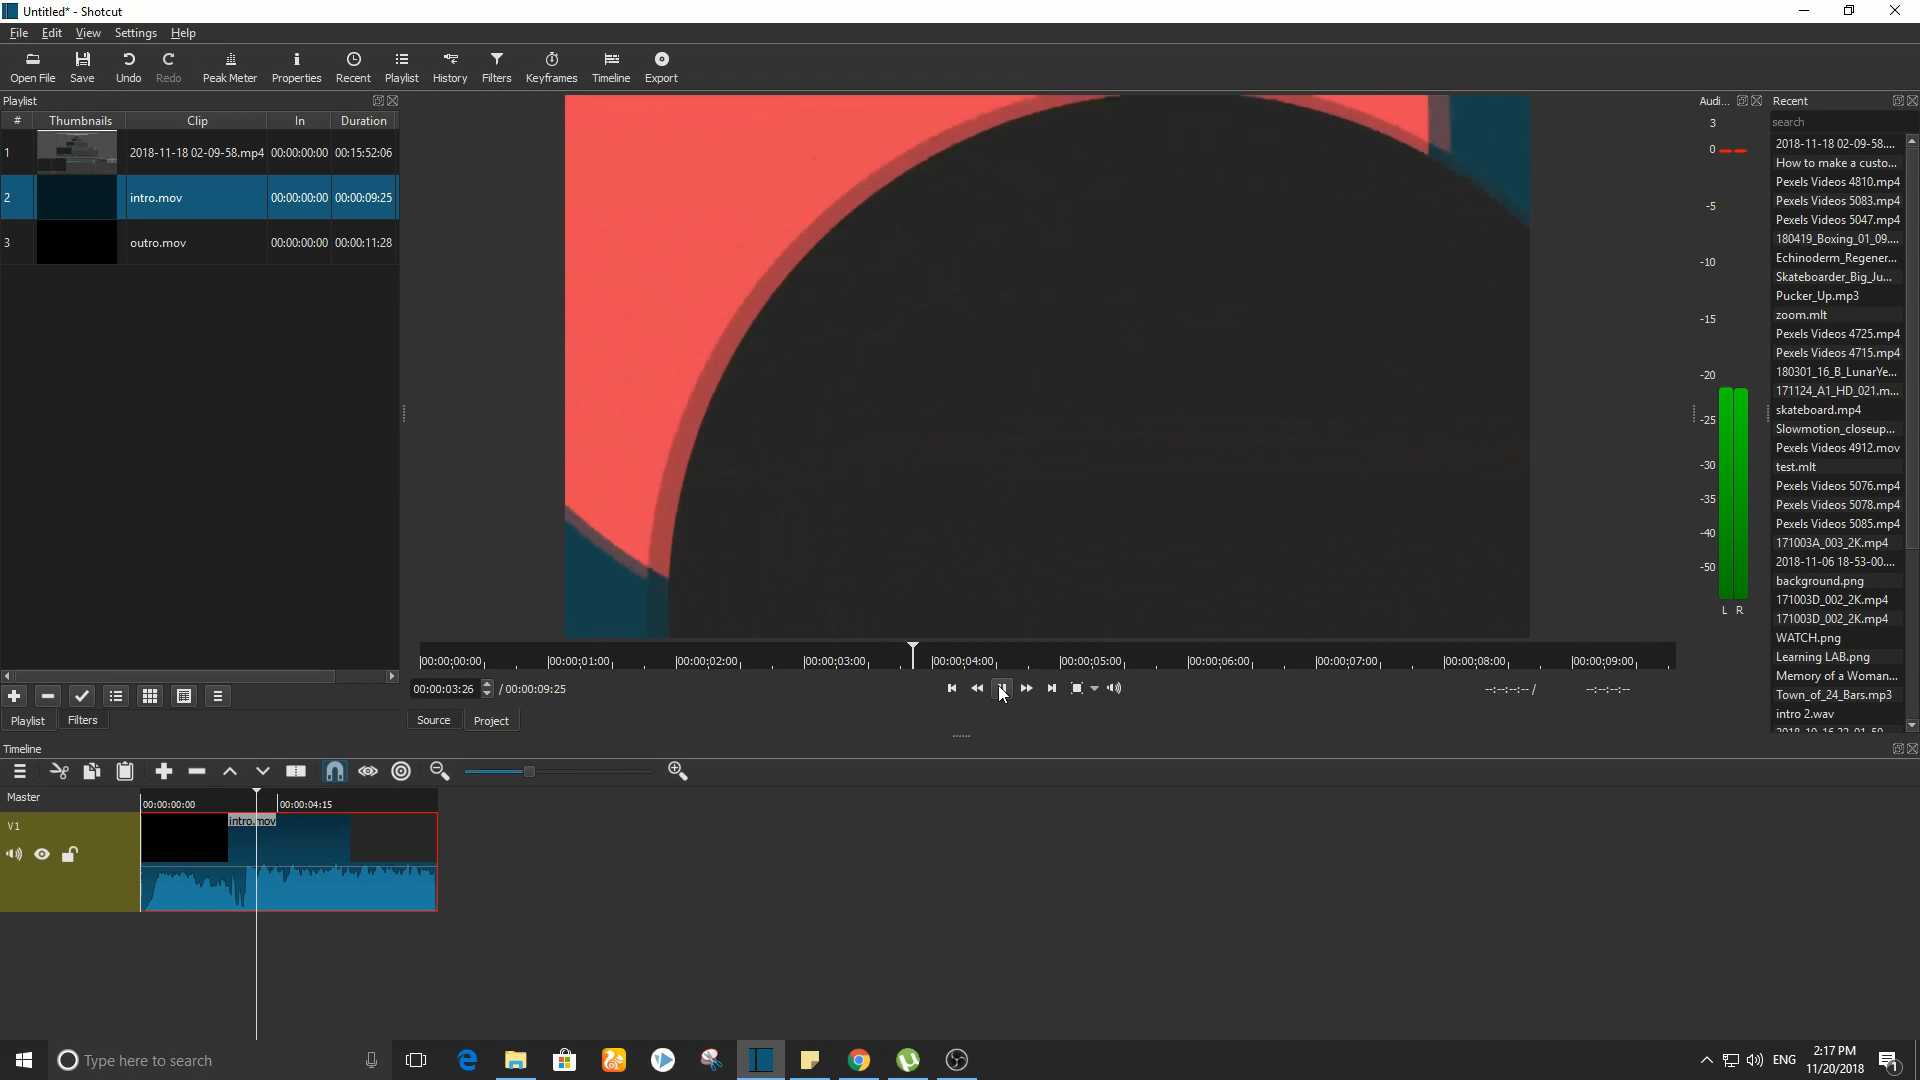 Untitled* - Shotcut
File Edit View Settings Help
Open File Save Undo Redo Peak Meter Properties Recent Playlist History Filters Keyframes Timeline Export
Playlist
# Thumbnails Clip In Duration
1 2018-11-18 02-09-58.mp4 00:00:00:00 00:15:52:06
2 intro.mov 00:00:00:00 00:00:09:25
3 outro.mov 00:00:00:00 00:00:11:28
Playlist Filters
00:00:00:00 00:00:01:00 00:00:02:00 00:00:03:00 00:00:04:00 00:00:05:00 00:00:06:00 00:00:07:00 00:00:08:00 00:00:09:00
00:00:03:26 / 00:00:09:25
--:--:--:-- / --:--:--:--
Source Project
Audi...
3
0
-5
-10
-15
-20
-25
-30
-35
-40
-50
L R
Recent
search
2018-11-18 02-09-58....
How to make a custo...
Pexels Videos 4810.mp4
Pexels Videos 5083.mp4
Pexels Videos 5047.mp4
180419_Boxing_01_09....
Echinoderm_Regener...
Skateboarder_Big_Ju...
Pucker_Up.mp3
zoom.mlt
Pexels Videos 4725.mp4
Pexels Videos 4715.mp4
180301_16_B_LunarYe...
171124_A1_HD_021.m...
skateboard.mp4
Slowmotion_closeup...
Pexels Videos 4912.mov
test.mlt
Pexels Videos 5076.mp4
Pexels Videos 5078.mp4
Pexels Videos 5085.mp4
171003A_003_2K.mp4
2018-11-06 18-53-00....
background.png
171003D_002_2K.mp4
171003D_002_2K.mp4
WATCH.png
Learning LAB.png
Memory of a Woman...
Town_of_24_Bars.mp3
intro 2.wav
Timeline
Master
00:00:00:00 00:00:04:15
V1
intro.mov
Type here to search
ENG
2:17 PM
11/20/2018
1